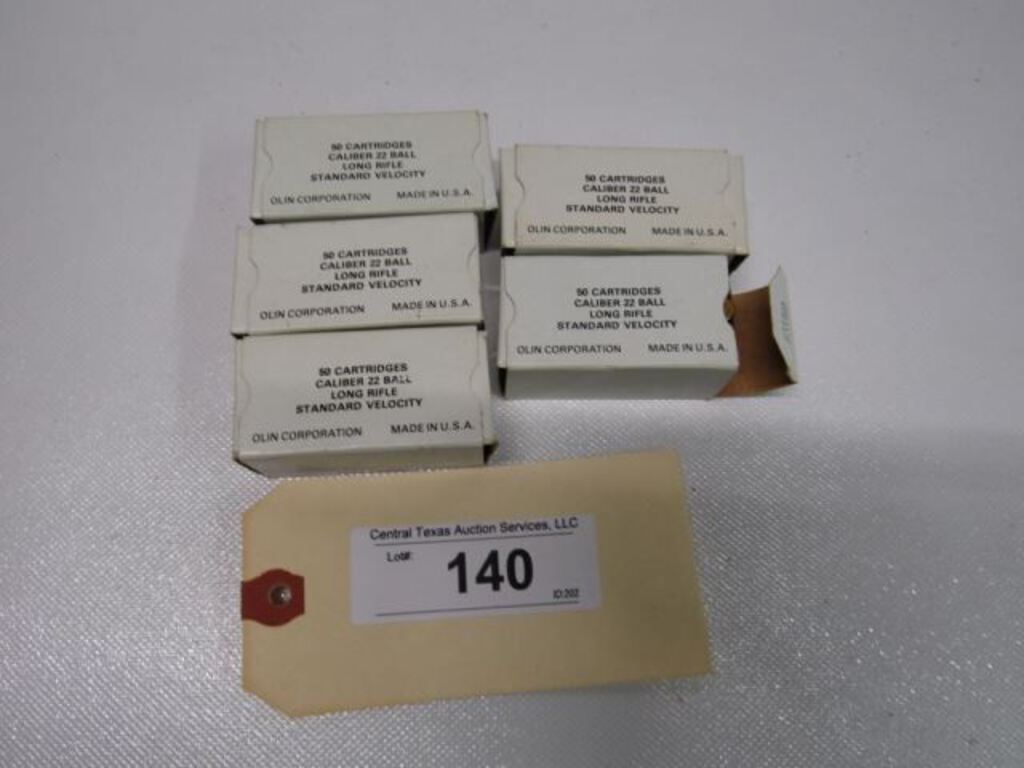 50 CARTRIDGES
CALIBER 22 BALL
LONG RIFLE
STANDARD VELOCITY
OLIN CORPORATION MADE IN U.S.A.
50 CARTRIDGES
CALIBER 22 BALL
LONG RIFLE
STANDARD VELOCITY
OLIN CORPORATION MADE IN U.S.A.
50 CARTRIDGES
CALIBER 22 BALL
LONG RIFLE
STANDARD VELOCITY
OLIN CORPORATION MADE IN U.S.A.
50 CARTRIDGES
CALIBER 22 BALL
LONG RIFLE
STANDARD VELOCITY
OLIN CORPORATION MADE IN U.S.A.
50 CARTRIDGES
CALIBER 22 BALL
LONG RIFLE
STANDARD VELOCITY
OLIN CORPORATION MADE IN U.S.A.
Central Texas Auction Services, LLC
Lot#: 140
ID:202